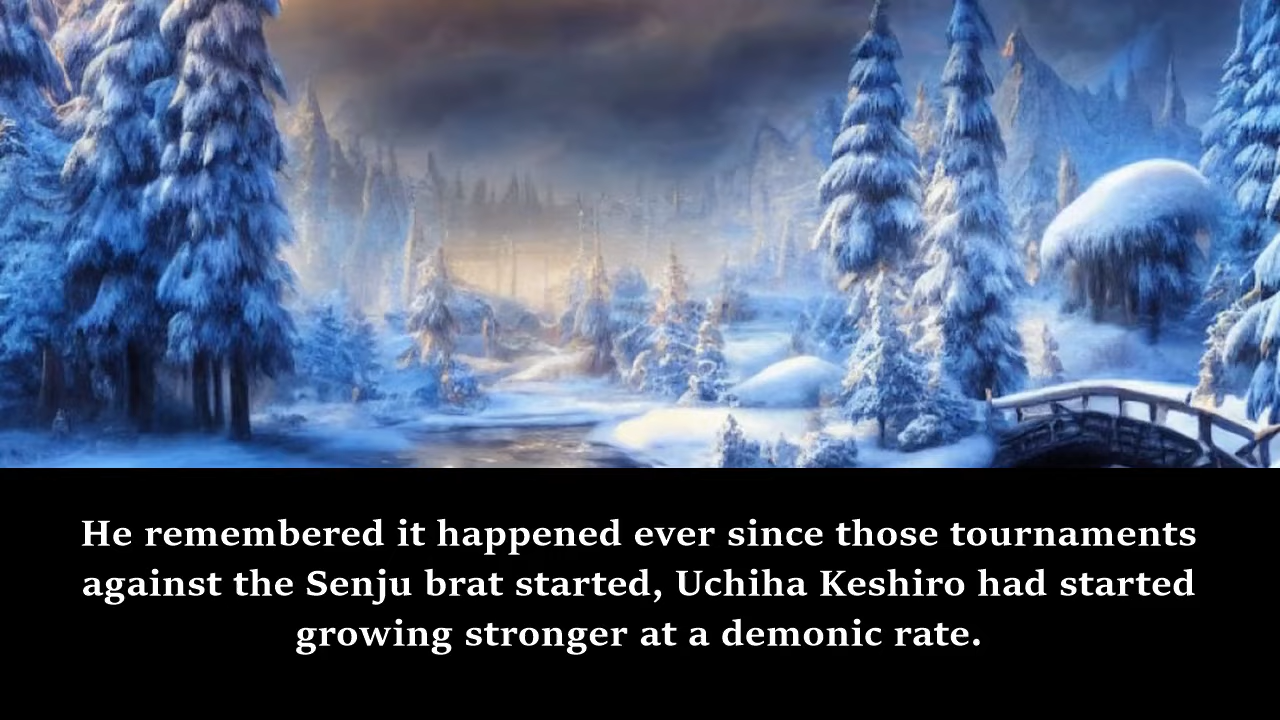 He remembered it happened ever since those tournaments
against the Senju brat started, Uchiha Keshiro had started
growing stronger at a demonic rate.